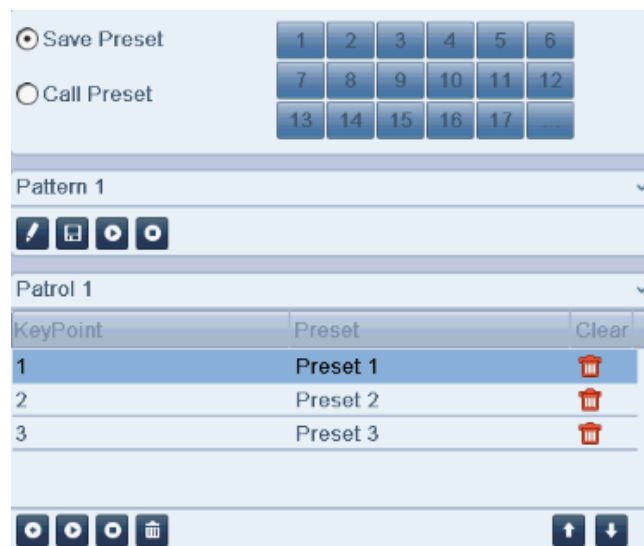 Save Preset
Call Preset
1 2 3 4 5 6
7 8 9 10 11 12
13 14 15 16 17 ...
Pattern 1
Patrol 1
KeyPoint Preset Clear
1 Preset 1
2 Preset 2
3 Preset 3